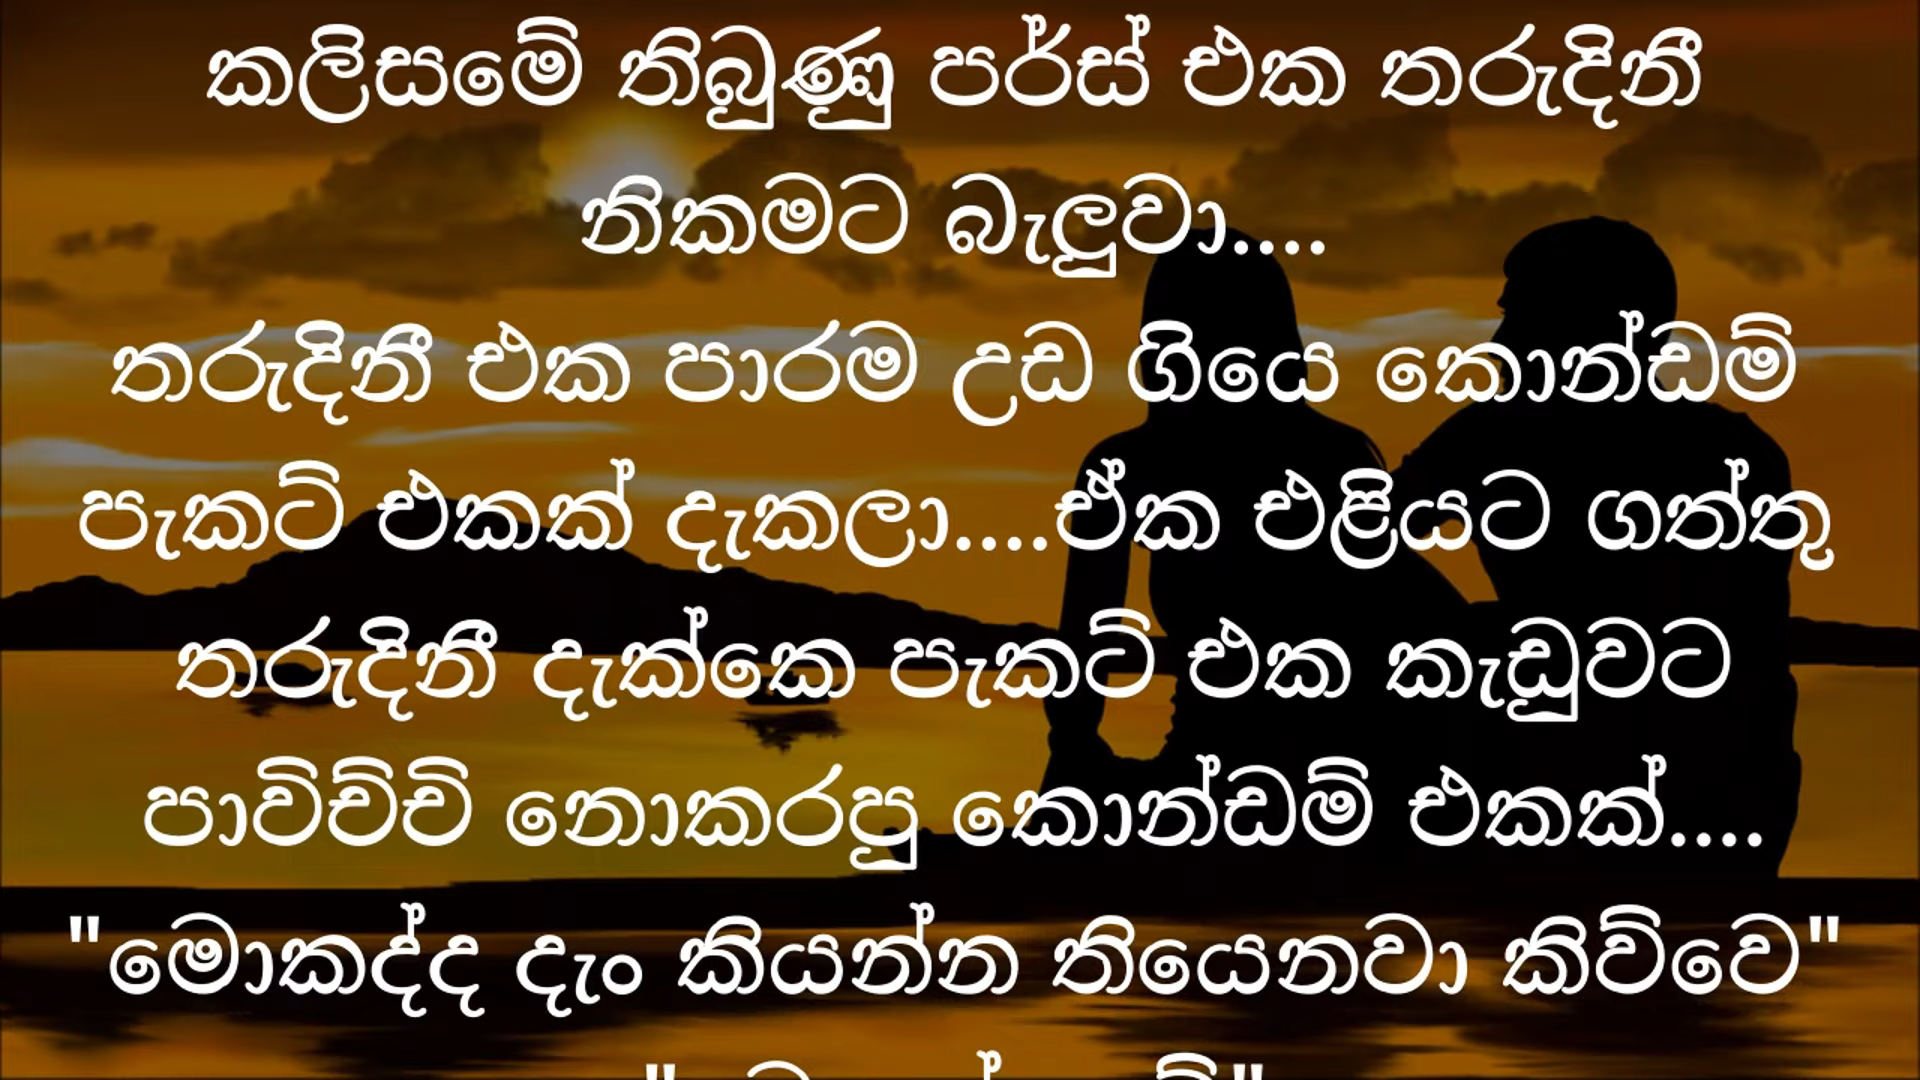 කලිසමේ තිබුණු පර්ස් එක තරුදිනී
නිකමට බැලුවා....
තරුදිනී එක පාරම උඩ ගියෙ කොන්ඩම්
පැකට් එකක් දැකලා....ඒක එළියට ගත්තු
තරුදිනී දැක්කෙ පැකට් එක කැඩුවට
පාවිච්චි නොකරපු කොන්ඩම් එකක්....
"මොකද්ද දැං කියන්න තියෙනවා කිව්වෙ"